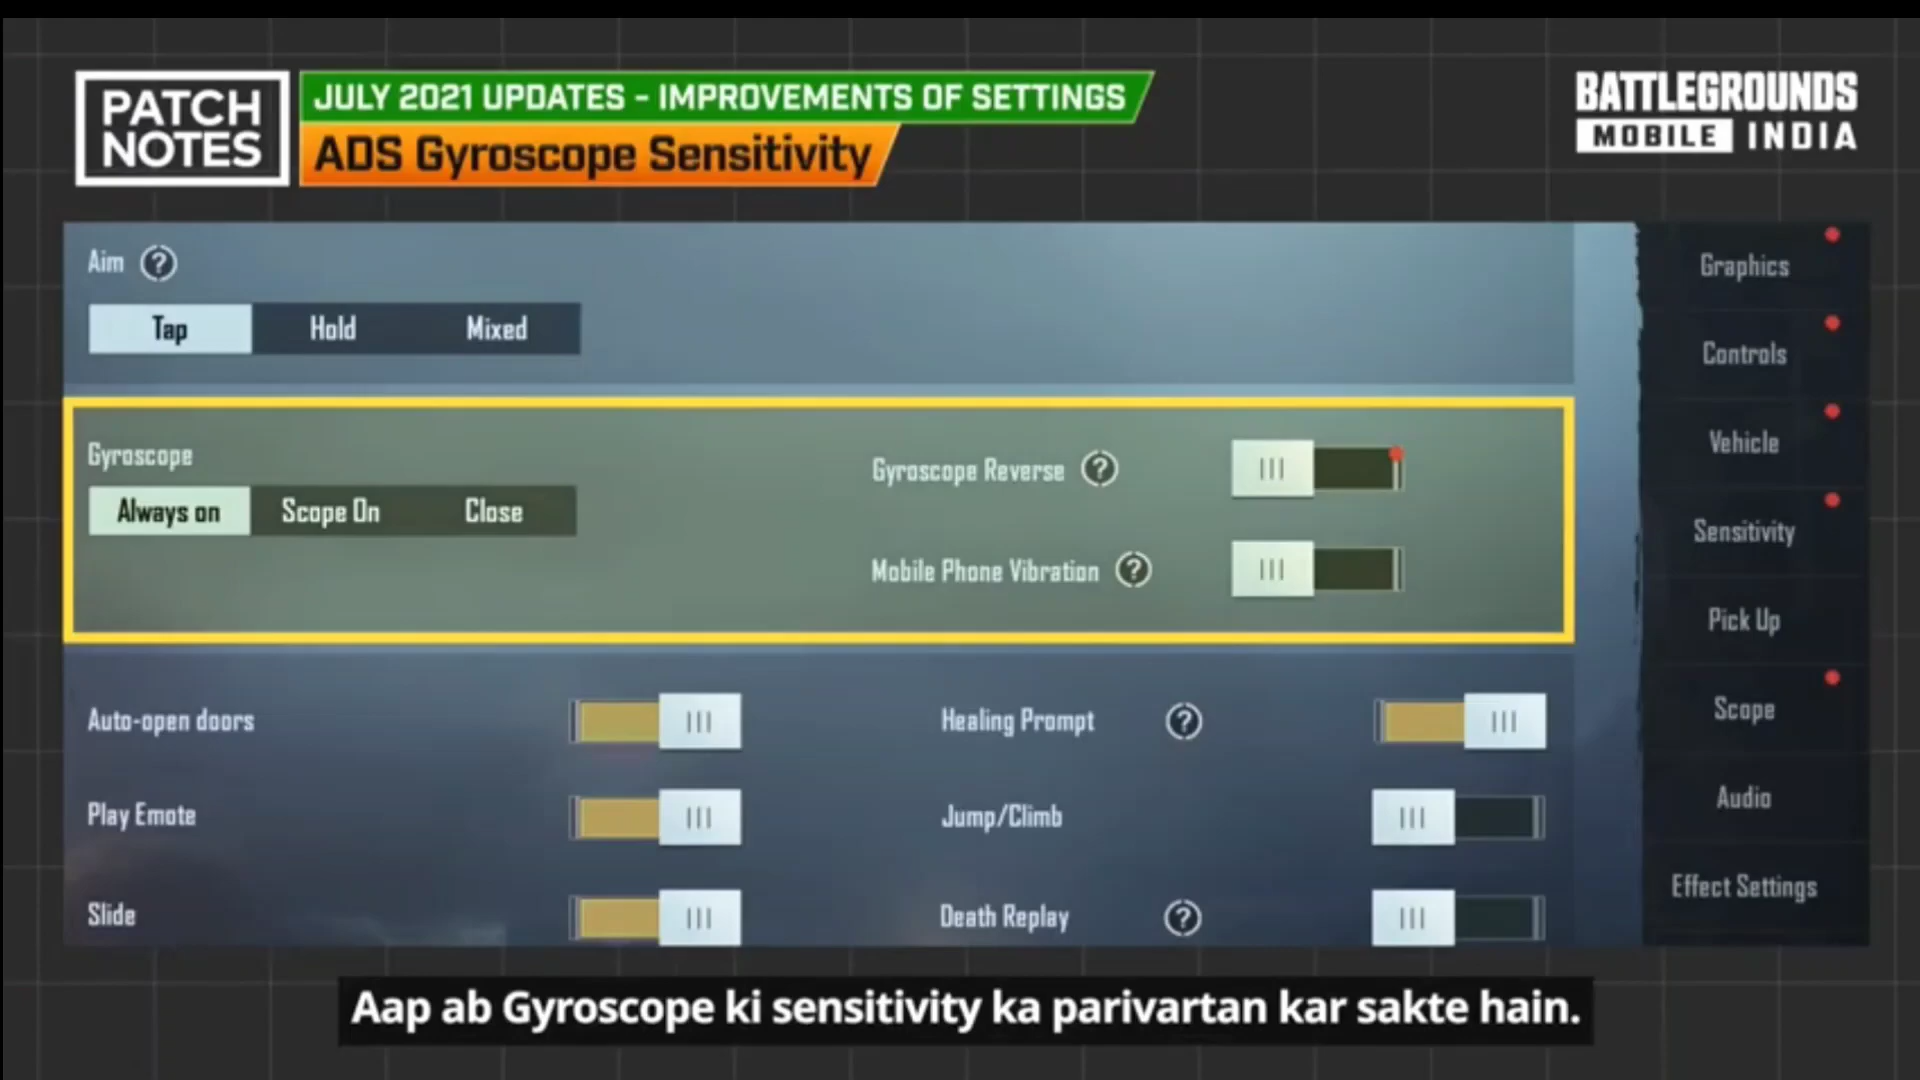 PATCH
NOTES
JULY 2021 UPDATES - IMPROVEMENTS OF SETTINGS
ADS Gyroscope Sensitivity
BATTLEGROUNDS
MOBILE INDIA
Aim ?
Tap Hold Mixed
Gyroscope
Always on Scope On Close
Gyroscope Reverse ?
Mobile Phone Vibration ?
Auto-open doors
Healing Prompt ?
Play Emote
Jump/Climb
Slide
Death Replay ?
Graphics
Controls
Vehicle
Sensitivity
Pick Up
Scope
Audio
Effect Settings
Aap ab Gyroscope ki sensitivity ka parivartan kar sakte hain.